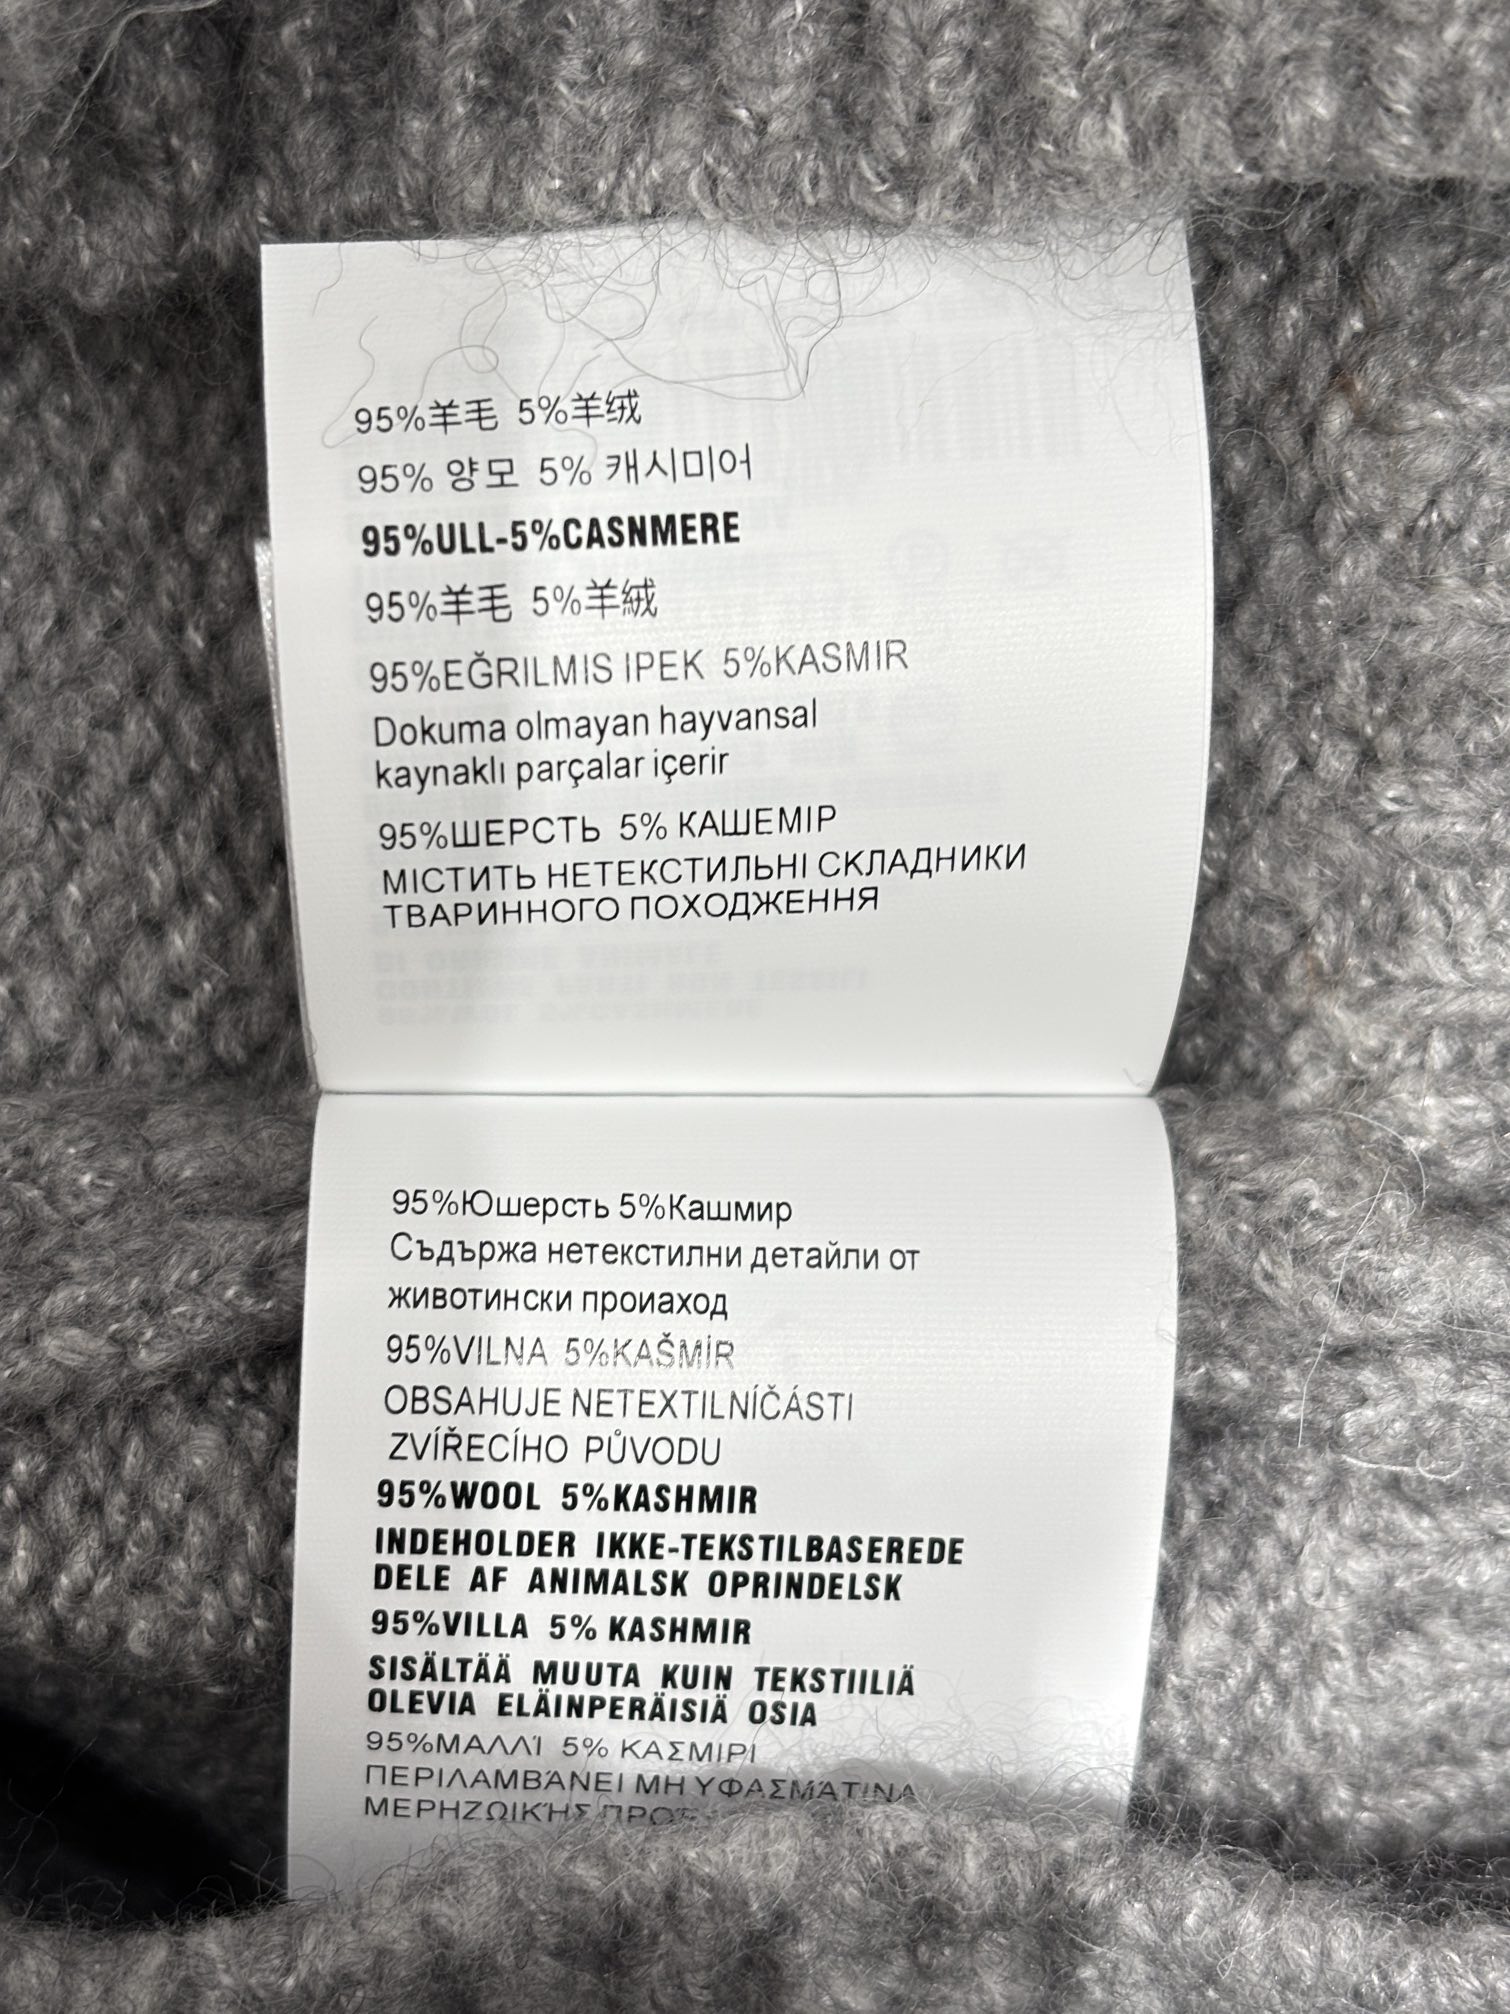 95%羊毛 5%羊绒
95% 양모 5% 캐시미어
95%ULL-5%CASNMERE
95%羊毛 5%羊絨
95%EĞRILMIS IPEK 5%KASMIR
Dokuma olmayan hayvansal
kaynaklı parçalar içerir
95%ШЕРСТЬ 5% КАШЕМІР
МІСТИТЬ НЕТЕКСТИЛЬНІ СКЛАДНИКИ
ТВАРИННОГО ПОХОДЖЕННЯ
95%Юшерсть 5%Кашмир
Съдържа нетекстилни детайли от
животински проиаход
95%VILNA 5%KAŠMÍR
OBSAHUJE NETEXTILNÍČÁSTI
ZVÍŘECÍHO PŮVODU
95%WOOL 5%KASHMIR
INDEHOLDER IKKE-TEKSTILBASEREDE
DELE AF ANIMALSK OPRINDELSK
95%VILLA 5% KASHMIR
SISÄLTÄÄ MUUTA KUIN TEKSTIILIÄ
OLEVIA ELÄINPERÄISIÄ OSIA
95%ΜΑΛΛΊ 5% ΚΑΣΜΙΡΙ
ΠΕΡΙΛΑΜΒΆΝΕΙ ΜΗ ΥΦΑΣΜΆΤΙΝΑ
ΜΕΡΗΖΩΙΚΉΣ